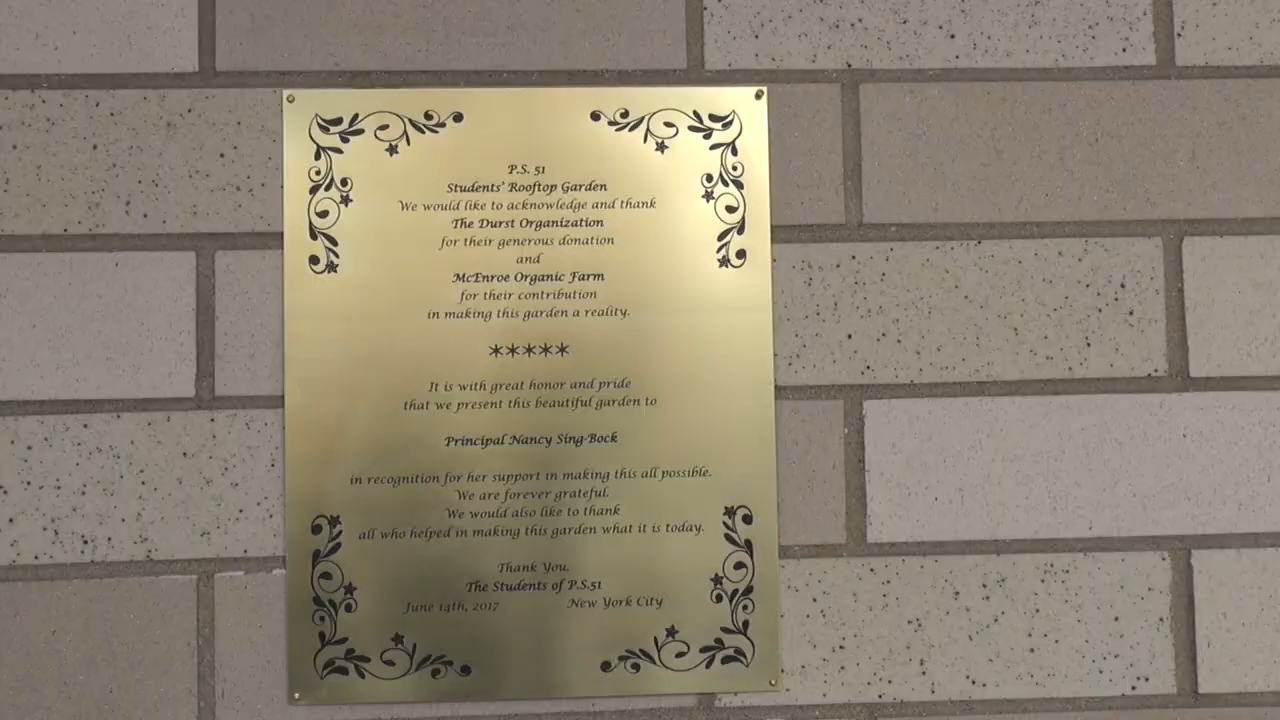 P.S. 51
Students' Rooftop Garden
We would like to acknowledge and thank
The Durst Organization
for their generous donation
and
McEnroe Organic Farm
for their contribution
in making this garden a reality.
*****
It is with great honor and pride
that we present this beautiful garden to
Principal Nancy Sing-Bock
in recognition for her support in making this all possible.
We are forever grateful.
We would also like to thank
all who helped in making this garden what it is today.
Thank You.
The Students of P.S.51
June 14th, 2017 New York City